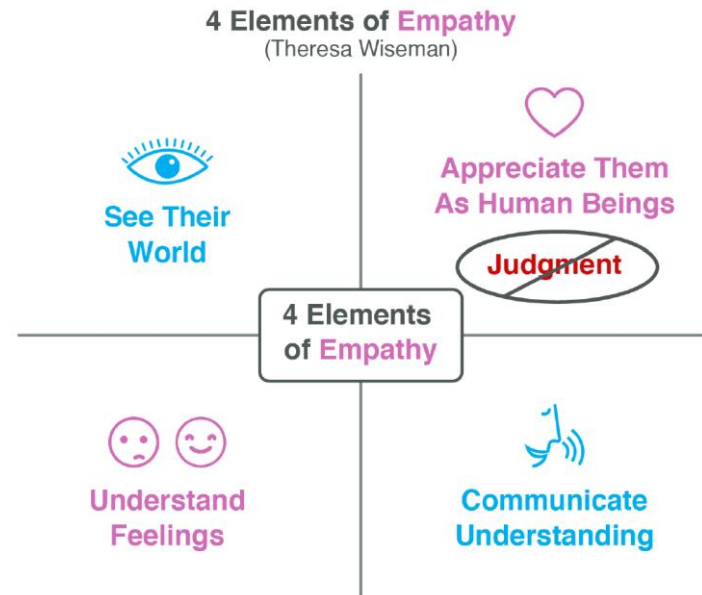 4 Elements of Empathy
(Theresa Wiseman)
See Their
World
Appreciate Them
As Human Beings
Judgment
4 Elements
of Empathy
Understand
Feelings
Communicate
Understanding